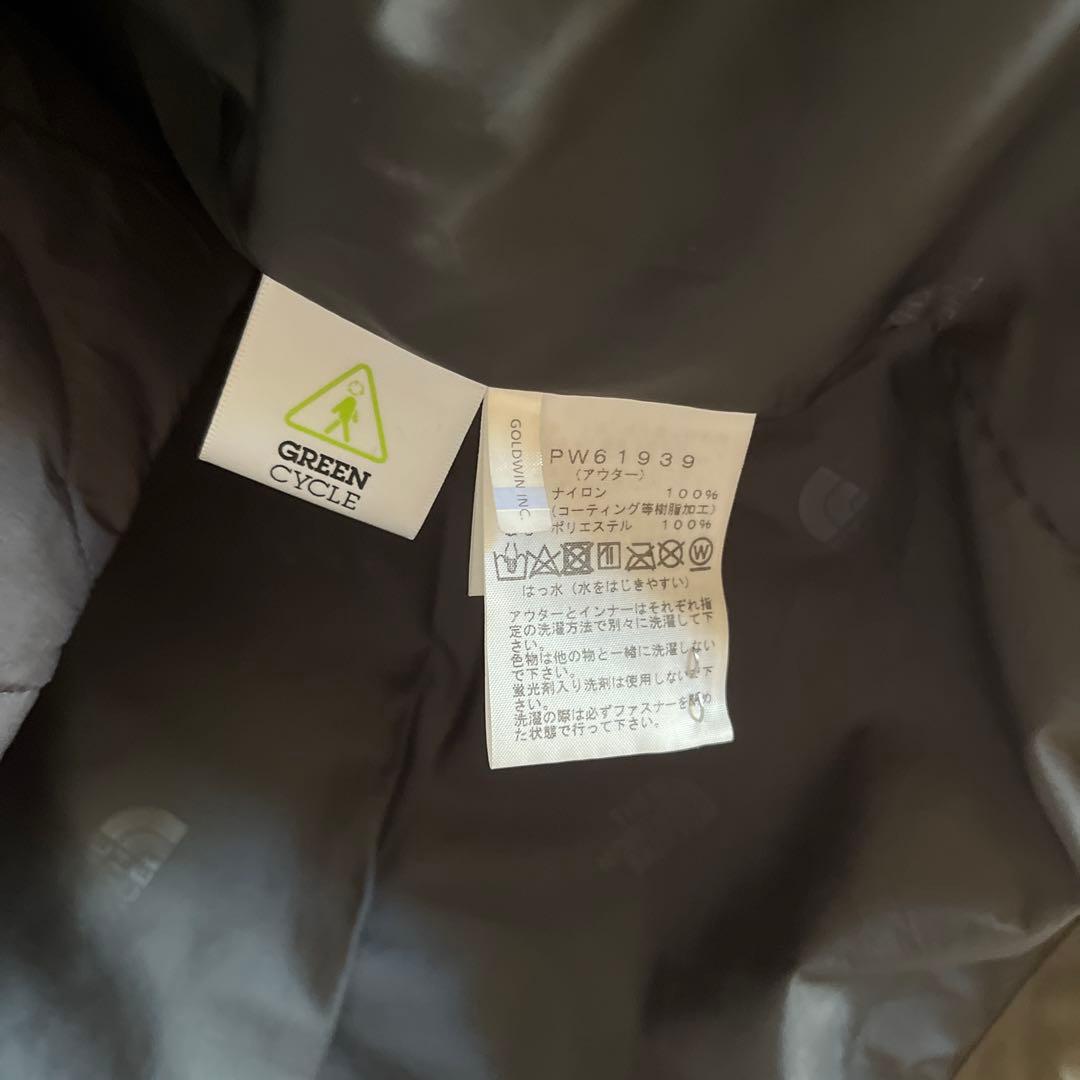 GREEN
CYCLE
GOLDWIN INC.
PW61939
(アウター)
ナイロン 100%
(コーティング等樹脂加工)
ポリエステル 100%
W
はっ水(水をはじきやすい)
アウターとインナーはそれぞれ指
定の洗濯方法で別々に洗濯して下
さい。
色物は他の物と一緒に洗濯しない
で下さい。
蛍光剤入り洗剤は使用しないで下
さい。
洗濯の際は必ずファスナーを閉め
た状態で行って下さい。